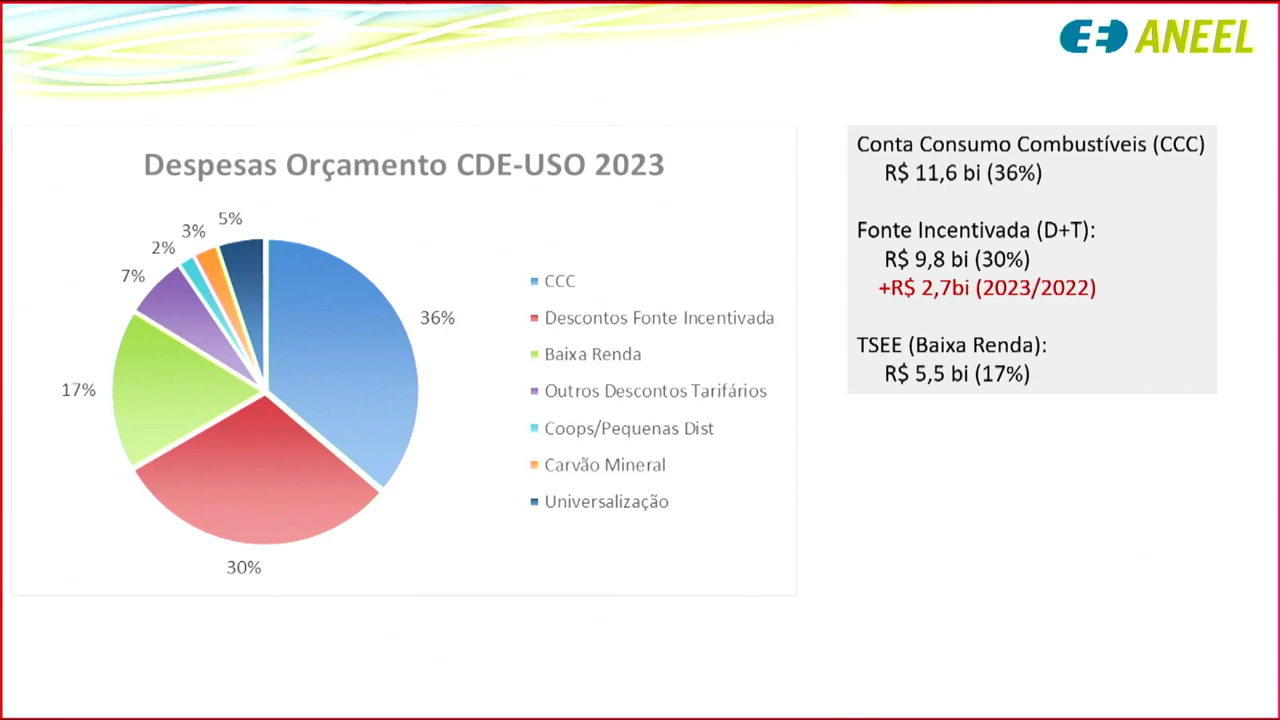 ANEEL
Despesas Orçamento CDE-USO 2023
5%
3%
2%
7%
36%
17%
30%
CCC
Descontos Fonte Incentivada
Baixa Renda
Outros Descontos Tarifários
Coops/Pequenas Dist
Carvão Mineral
Universalização
Conta Consumo Combustíveis (CCC)
R$ 11,6 bi (36%)
Fonte Incentivada (D+T):
R$ 9,8 bi (30%)
+R$ 2,7bi (2023/2022)
TSEE (Baixa Renda):
R$ 5,5 bi (17%)